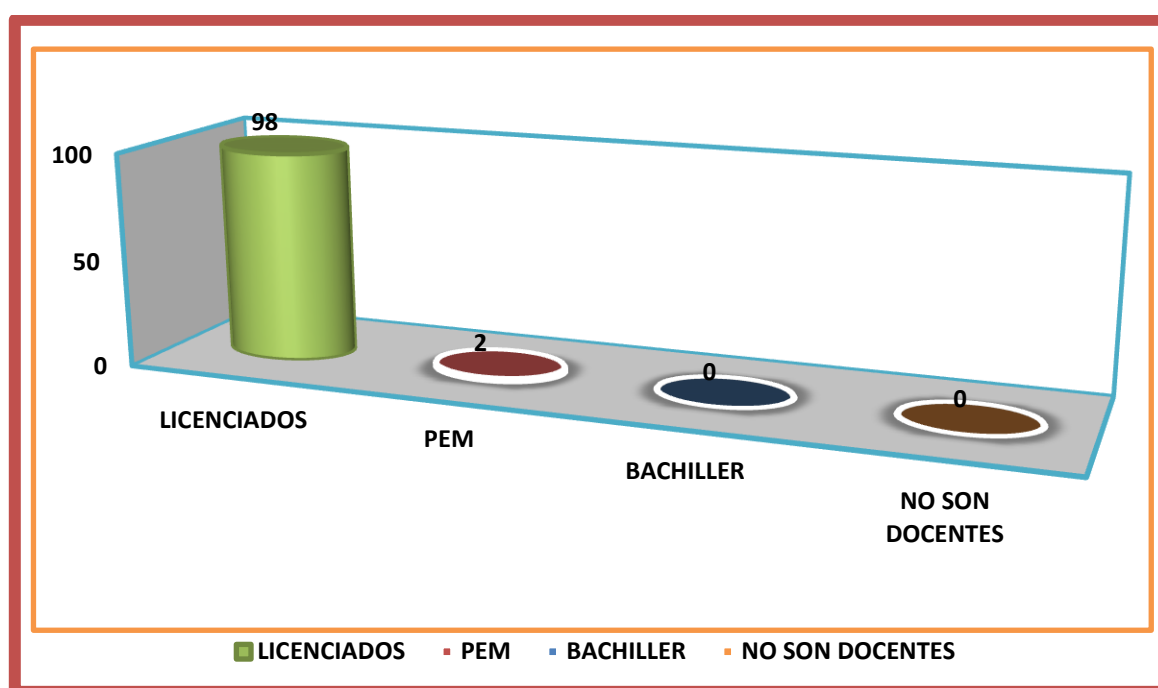 98
100
50
0
2
0
0
LICENCIADOS
PEM
BACHILLER
NO SON
DOCENTES
LICENCIADOS PEM BACHILLER NO SON DOCENTES